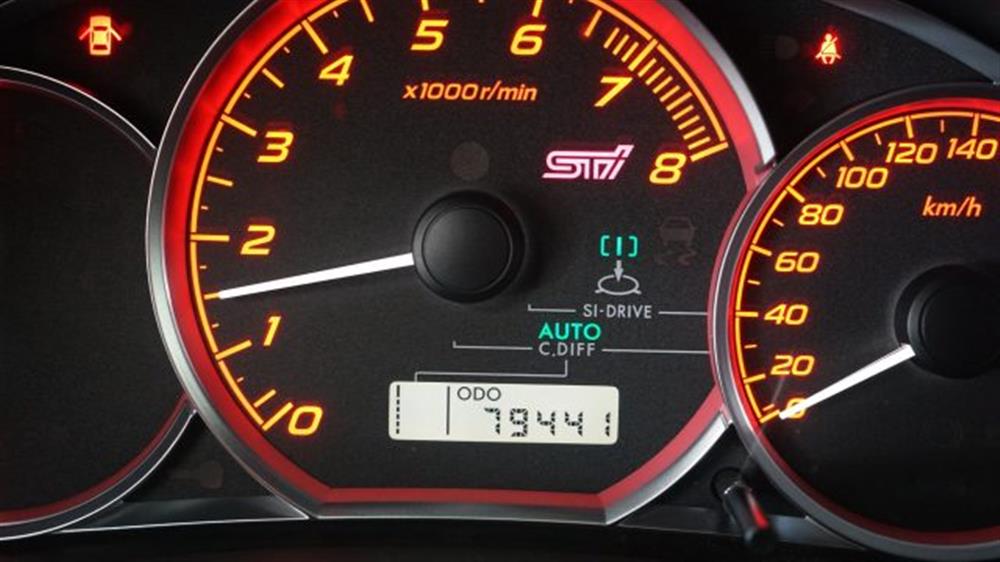 0
1
2
3
4
5
6
7
8
x1000r/min
STI
[I]
SI-DRIVE
AUTO
C.DIFF
ODO
79441
0
20
40
60
80
100
120
140
km/h